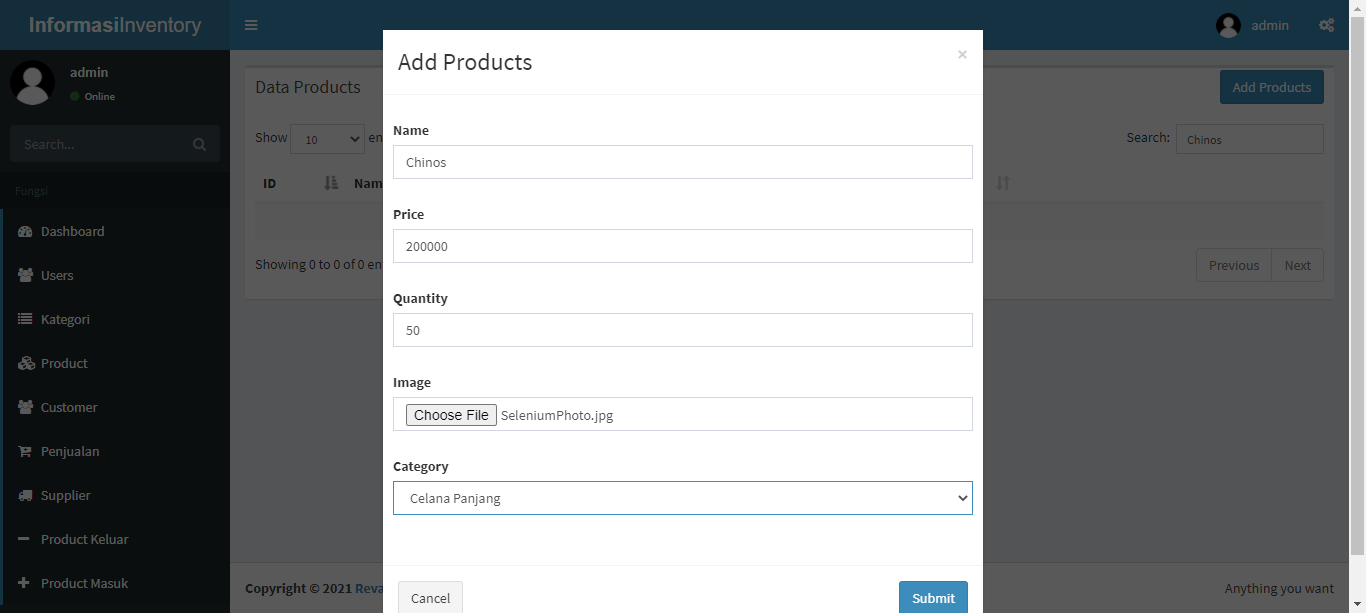 InformasiInventory
admin
admin
Online
Search...
Fungsi
Dashboard
Users
Kategori
Product
Customer
Penjualan
Supplier
Product Keluar
Product Masuk
Data Products
Add Products
Show 10 en
Search: Chinos
ID Nam
Showing 0 to 0 of 0 en
Previous Next
Add Products ×
Name
Chinos
Price
200000
Quantity
50
Image
Choose File SeleniumPhoto.jpg
Category
Celana Panjang
Cancel Submit
Copyright © 2021 Reva
Anything you want